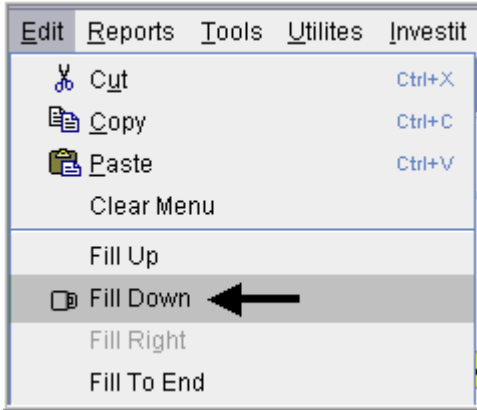 Edit Reports Tools Utilites Investit
Cut Ctrl+X
Copy Ctrl+C
Paste Ctrl+V
Clear Menu
Fill Up
Fill Down
Fill Right
Fill To End